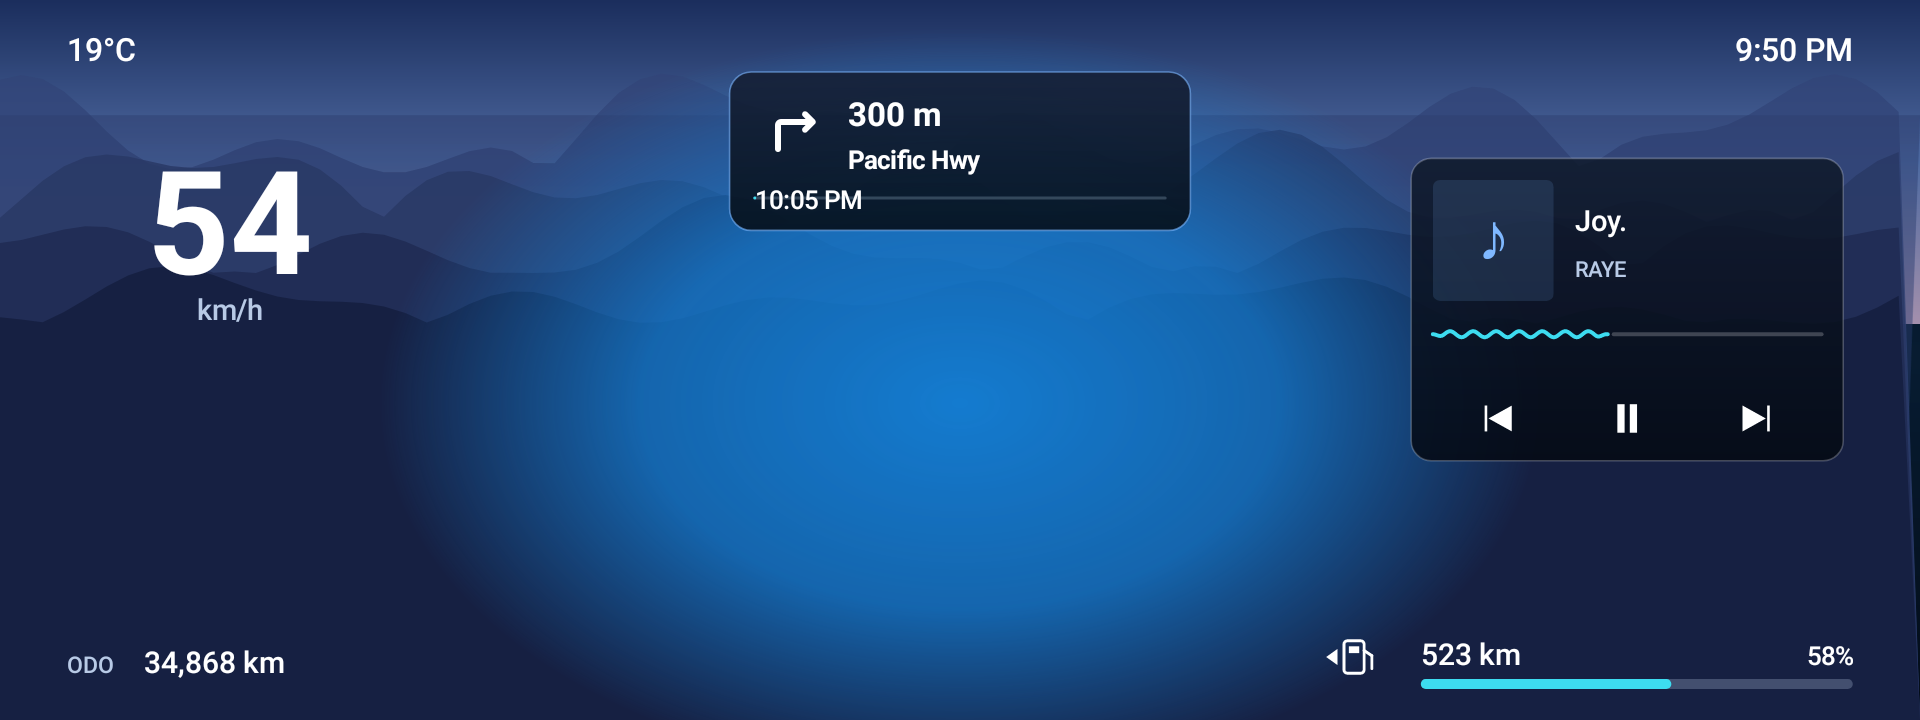 19°C
9:50 PM
300 m
Pacific Hwy
10:05 PM
54
km/h
Joy.
RAYE
ODO 34,868 km
523 km
58%